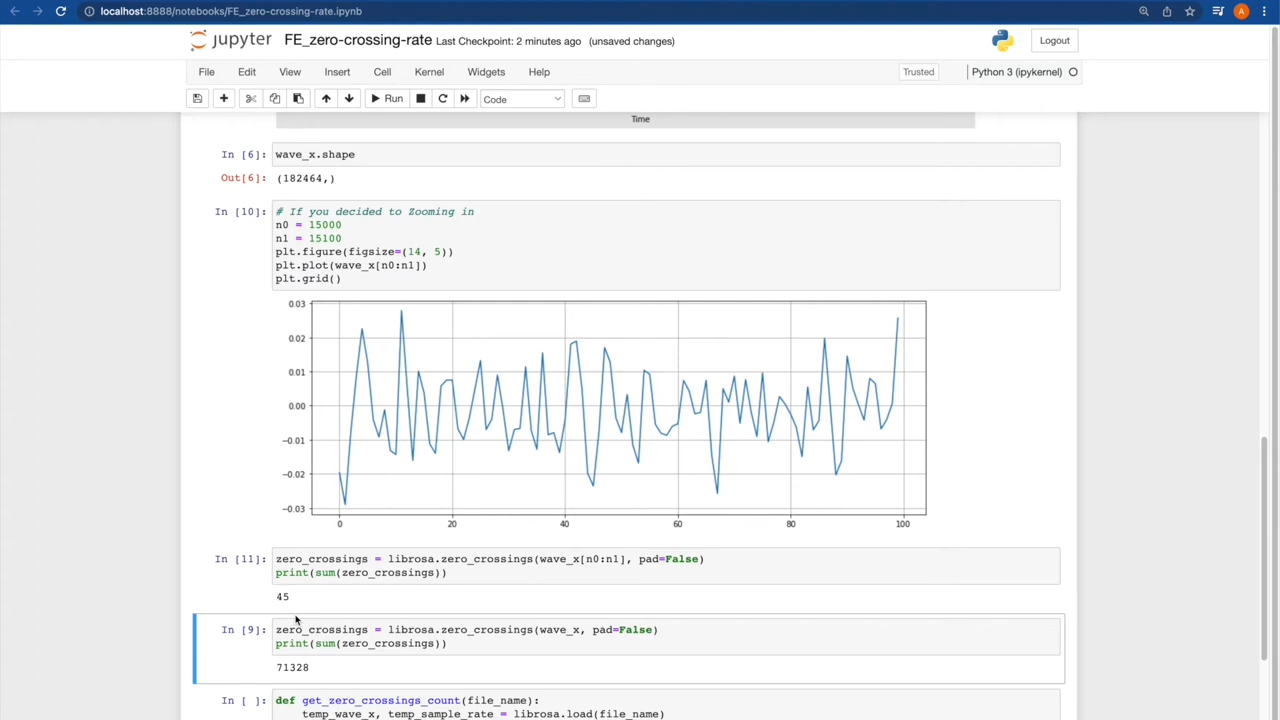 localhost:8888/notebooks/FE_zero-crossing-rate.ipynb
A
jupyter FE_zero-crossing-rate Last Checkpoint: 2 minutes ago (unsaved changes)
Logout
File Edit View Insert Cell Kernel Widgets Help
Trusted Python 3 (ipykernel)
Run Code
Time
In [6]: wave_x.shape
Out[6]: (182464,)
In [10]: # If you decided to Zooming in
n0 = 15000
n1 = 15100
plt.figure(figsize=(14, 5))
plt.plot(wave_x[n0:n1])
plt.grid()
0.03
0.02
0.01
0.00
−0.01
−0.02
−0.03
0 20 40 60 80 100
In [11]: zero_crossings = librosa.zero_crossings(wave_x[n0:n1], pad=False)
print(sum(zero_crossings))
45
In [9]: zero_crossings = librosa.zero_crossings(wave_x, pad=False)
print(sum(zero_crossings))
71328
In [ ]: def get_zero_crossings_count(file_name):
temp_wave_x, temp_sample_rate = librosa.load(file_name)